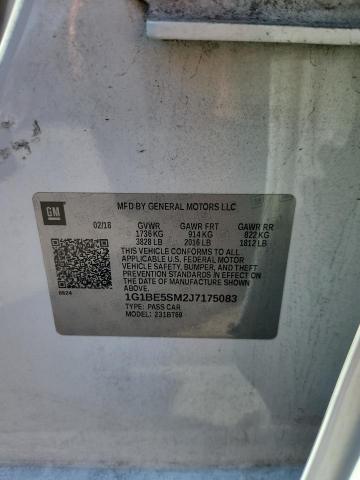 MFD BY GENERAL MOTORS LLC
GM
02/18 GVWR GAWR FRT GAWR RR
1736 KG 914 KG 822 KG
3828 LB 2016 LB 1812 LB
THIS VEHICLE CONFORMS TO ALL
APPLICABLE U.S. FEDERAL MOTOR
VEHICLE SAFETY, BUMPER, AND THEFT
PREVENTION STANDARDS IN EFFECT
ON THE DATE OF MANUFACTURE
SHOWN ABOVE.
1G1BE5SM2J7175083
TYPE: PASS CAR
MODEL: 231BT69